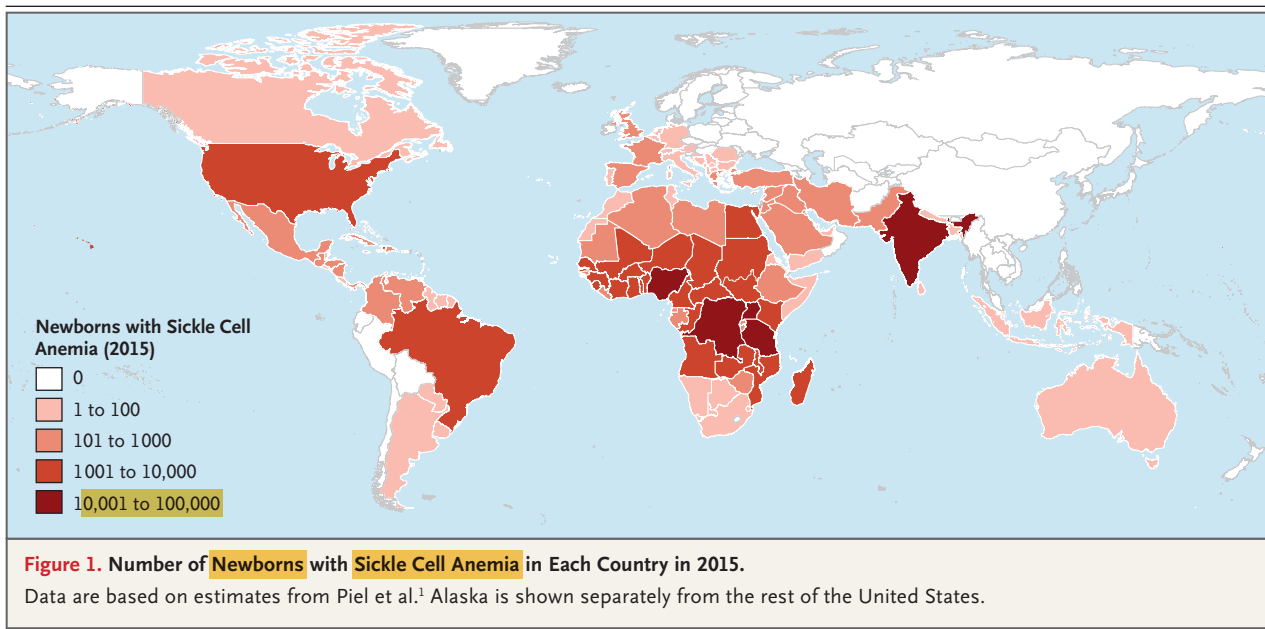 Newborns with Sickle Cell
Anemia (2015)
0
1 to 100
101 to 1000
1001 to 10,000
10,001 to 100,000
Figure 1. Number of Newborns with Sickle Cell Anemia in Each Country in 2015.
Data are based on estimates from Piel et al.¹ Alaska is shown separately from the rest of the United States.